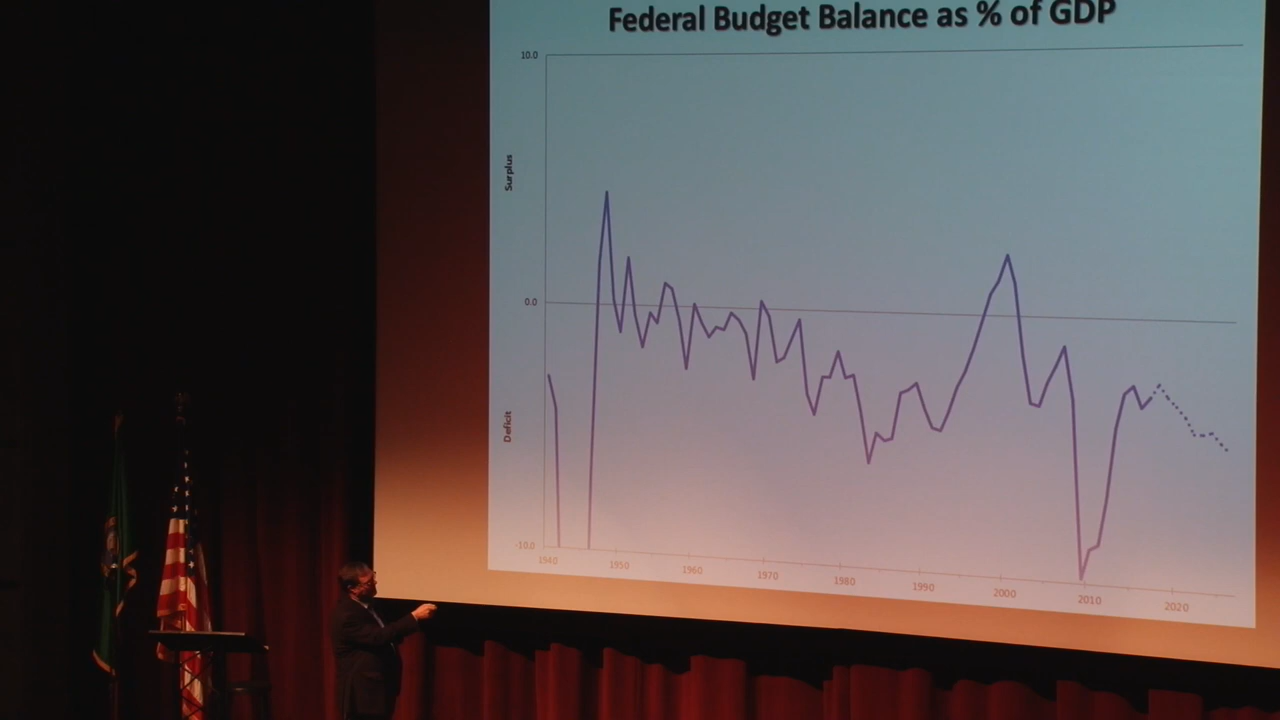 Federal Budget Balance as % of GDP
10.0
Surplus
0.0
Deficit
-10.0
1940 1950 1960 1970 1980 1990 2000 2010 2020